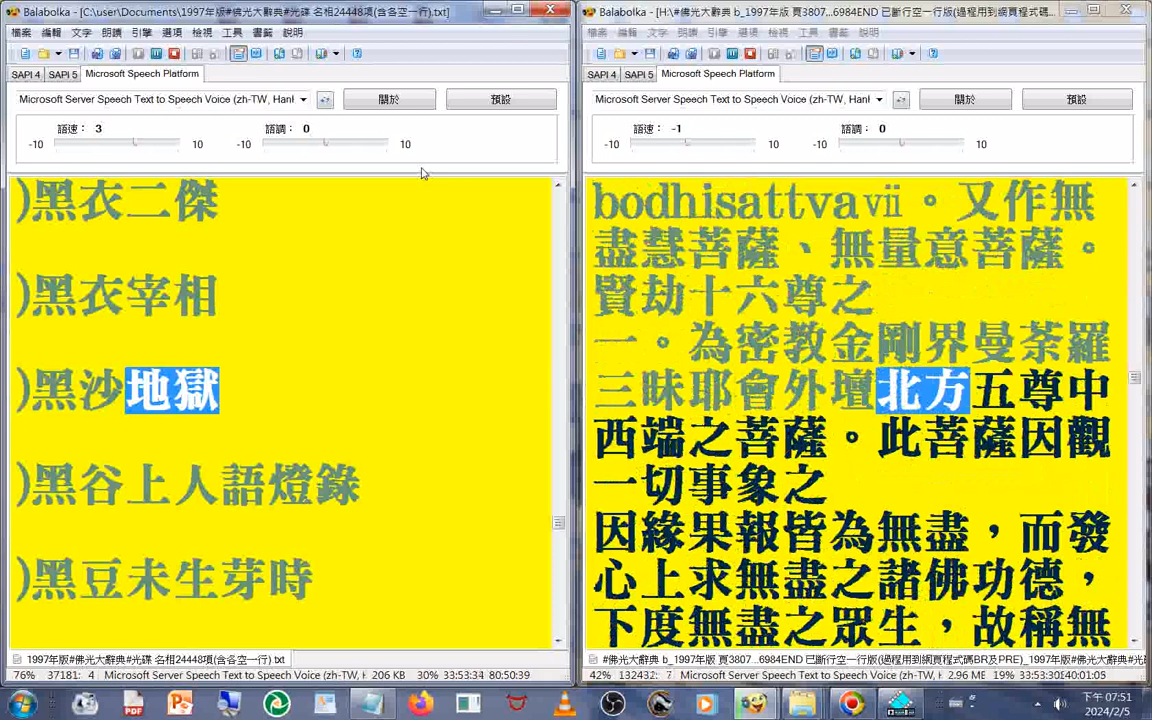 Balabolka - [C:\user\Documents\1997年版#佛光大辭典#光碟 名相24448項(含各空一行).txt]
檔案 編輯 文字 朗讀 引擎 選項 檢視 工具 書籤 說明
SAPI 4 SAPI 5 Microsoft Speech Platform
Microsoft Server Speech Text to Speech Voice (zh-TW, Hanl
關於 預設
語速： 3 語調： 0
-10 10 -10 10
)黑衣二傑
)黑衣宰相
)黑沙地獄
)黑谷上人語燈錄
)黑豆未生芽時
1997年版#佛光大辭典#光碟 名相24448項(含各空一行).txt
76% 37181: 4 Microsoft Server Speech Text to Speech Voice (zh-TW, H 206 KB 30% 33:53:34 80:50:39
Balabolka - [H:\#佛光大辭典 b_1997年版 頁3807...6984END 已斷行空一行版(過程用到網頁程式碼...
檔案 編輯 文字 朗讀 引擎 選項 檢視 工具 書籤 說明
SAPI 4 SAPI 5 Microsoft Speech Platform
Microsoft Server Speech Text to Speech Voice (zh-TW, Hanl
關於 預設
語速： -1 語調： 0
-10 10 -10 10
bodhisattvaⅶ。又作無
盡慧菩薩、無量意菩薩。
賢劫十六尊之
一。為密教金剛界曼荼羅
三昧耶會外壇北方五尊中
西端之菩薩。此菩薩因觀
一切事象之
因緣果報皆為無盡，而發
心上求無盡之諸佛功德，
下度無盡之眾生，故稱無
#佛光大辭典 b_1997年版 頁3807...6984END 已斷行空一行版(過程用到網頁程式碼BR及PRE)_1997年版#佛光
42% 132432: 7 Microsoft Server Speech Text to Speech Voice (zh-TW, H 2.96 MB 19% 33:53:30
下午 07:51
2024/2/5